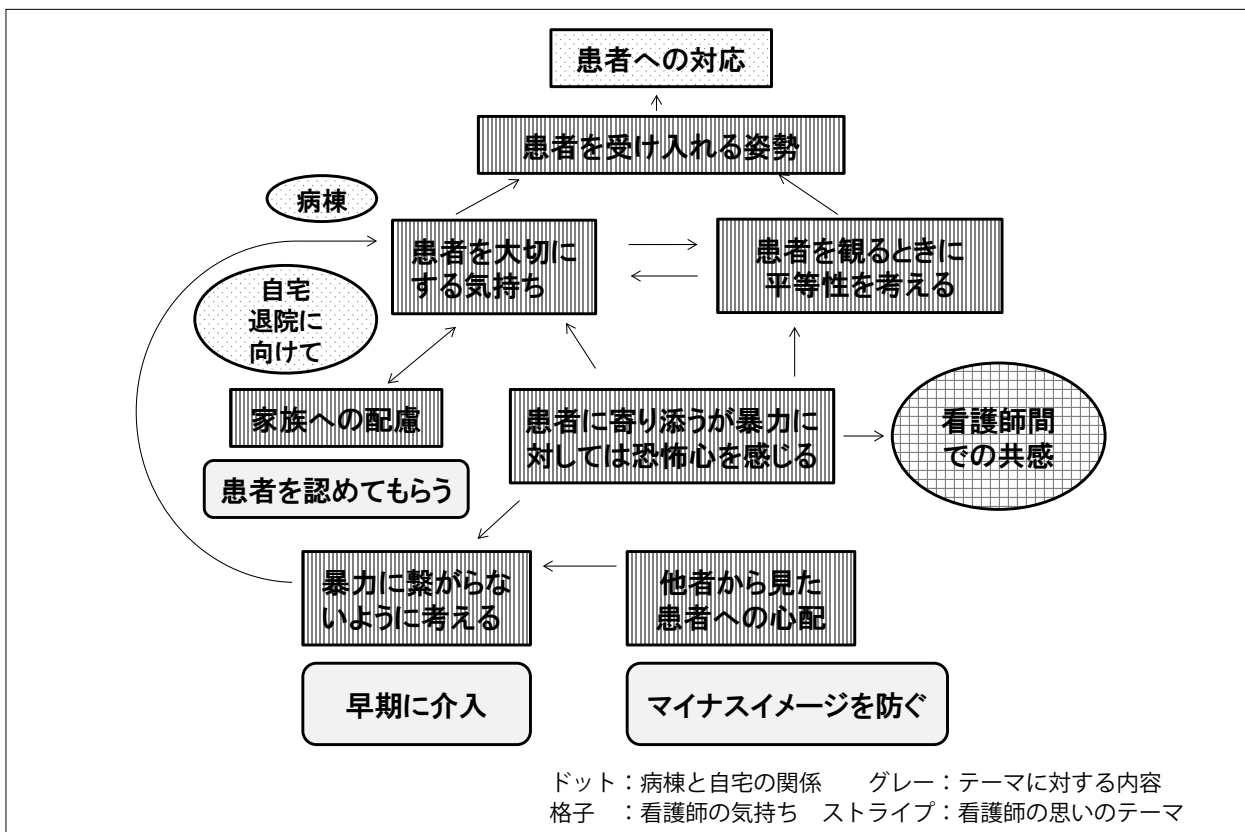 患者への対応
患者を受け入れる姿勢
病棟
患者を大切に
する気持ち
患者を観るときに
平等性を考える
自宅
退院に
向けて
家族への配慮
患者に寄り添うが暴力に
対しては恐怖心を感じる
看護師間
での共感
患者を認めてもらう
暴力に繋がらな
いように考える
他者から見た
患者への心配
早期に介入
マイナスイメージを防ぐ
ドット：病棟と自宅の関係　　グレー：テーマに対する内容
格子　：看護師の気持ち　ストライプ：看護師の思いのテーマ